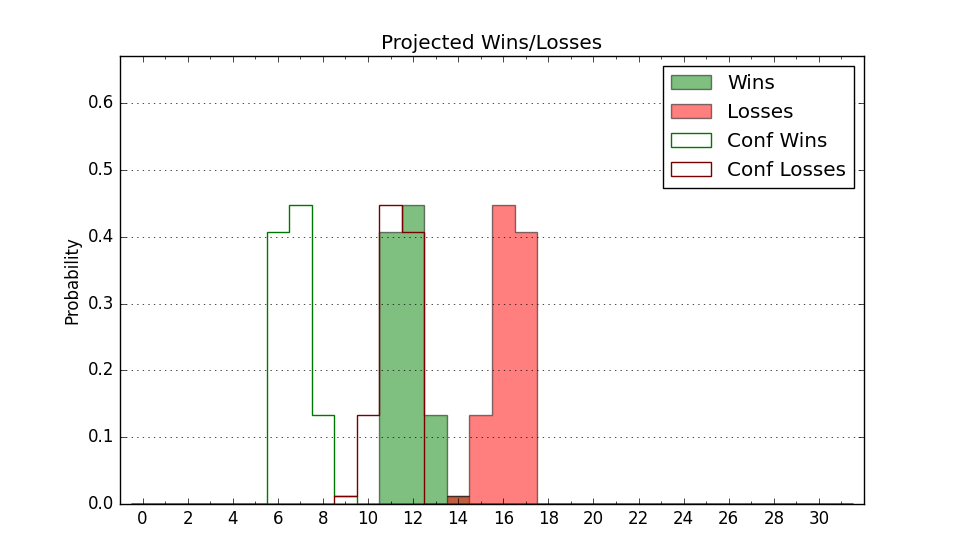 Projected Wins/Losses
Wins
Losses
Conf Wins
Conf Losses
Probability
0.6
0.5
0.4
0.3
0.2
0.1
0.0
0 2 4 6 8 10 12 14 16 18 20 22 24 26 28 30